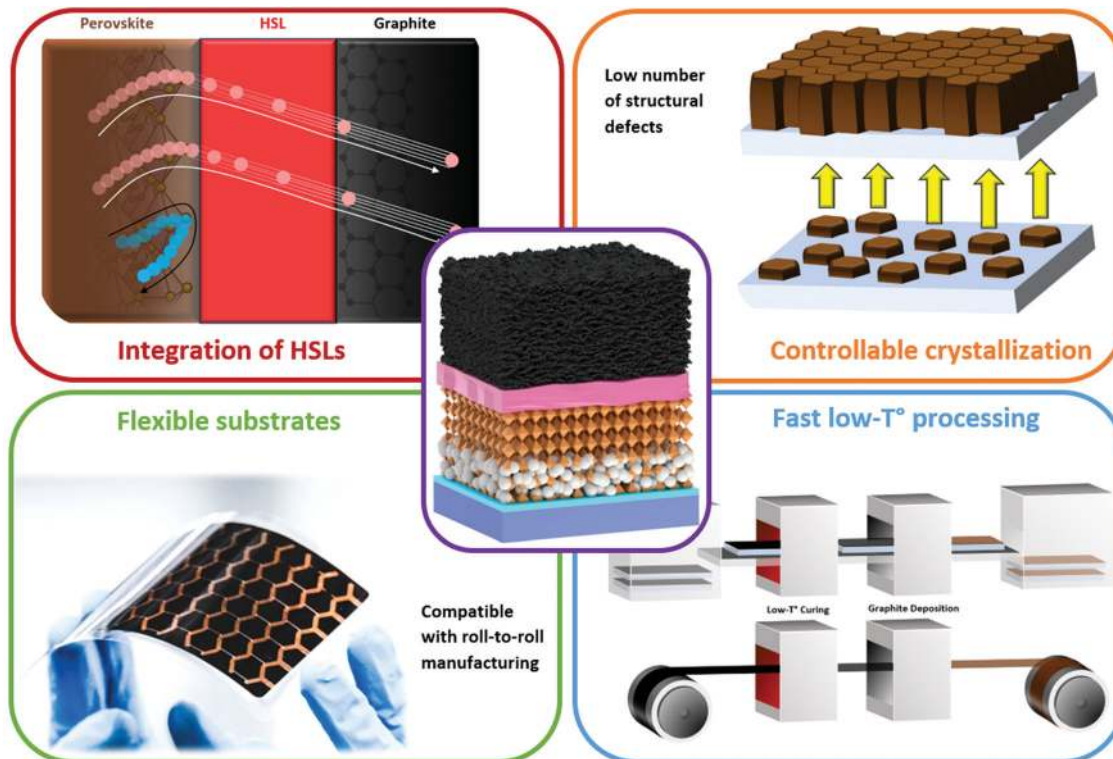 Perovskite
HSL
Graphite
Integration of HSLs
Low number
of structural
defects
Controllable crystallization
Flexible substrates
Compatible
with roll-to-roll
manufacturing
Fast low-T° processing
Low-T° Curing
Graphite Deposition